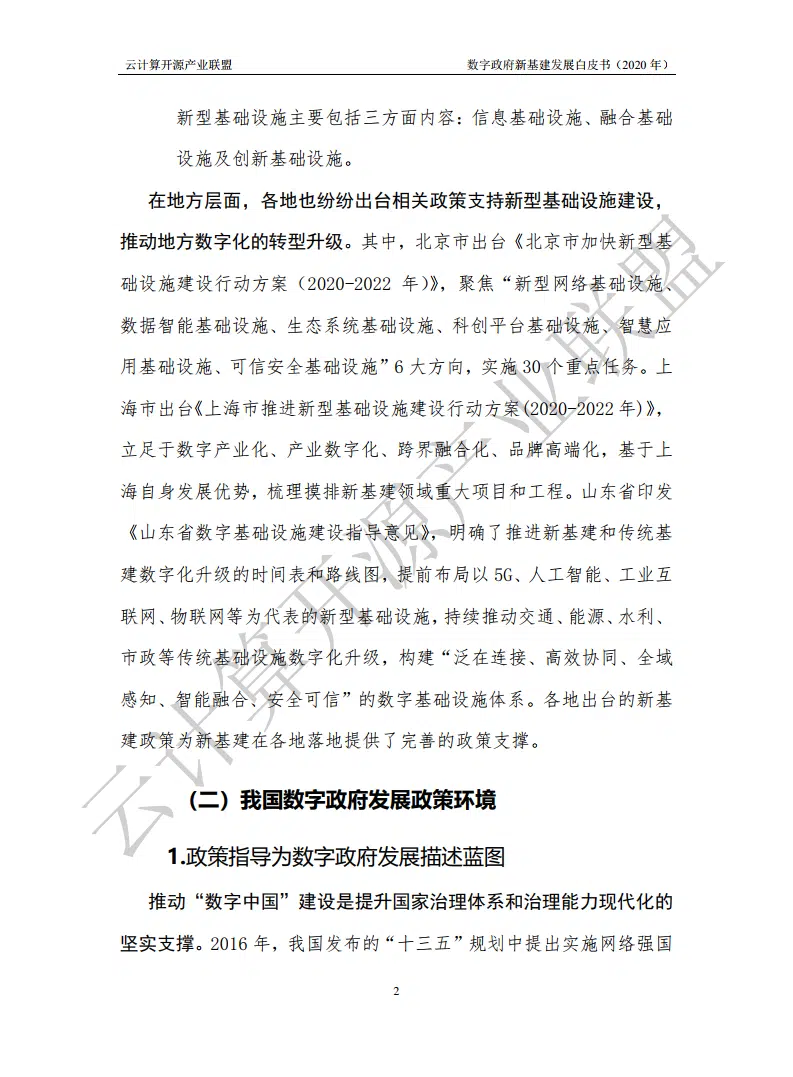 云计算开源产业联盟 数字政府新基建发展白皮书（2020 年）
新型基础设施主要包括三方面内容：信息基础设施、融合基础
设施及创新基础设施。
在地方层面，各地也纷纷出台相关政策支持新型基础设施建设，
推动地方数字化的转型升级。其中，北京市出台《北京市加快新型基
础设施建设行动方案（2020-2022 年）》，聚焦“新型网络基础设施、
数据智能基础设施、生态系统基础设施、科创平台基础设施、智慧应
用基础设施、可信安全基础设施”6 大方向，实施 30 个重点任务。上
海市出台《上海市推进新型基础设施建设行动方案(2020-2022 年)》，
立足于数字产业化、产业数字化、跨界融合化、品牌高端化，基于上
海自身发展优势，梳理摸排新基建领域重大项目和工程。山东省印发
《山东省数字基础设施建设指导意见》，明确了推进新基建和传统基
建数字化升级的时间表和路线图，提前布局以 5G、人工智能、工业互
联网、物联网等为代表的新型基础设施，持续推动交通、能源、水利、
市政等传统基础设施数字化升级，构建“泛在连接、高效协同、全域
感知、智能融合、安全可信”的数字基础设施体系。各地出台的新基
建政策为新基建在各地落地提供了完善的政策支撑。
（二）我国数字政府发展政策环境
1.政策指导为数字政府发展描述蓝图
推动“数字中国”建设是提升国家治理体系和治理能力现代化的
坚实支撑。2016 年，我国发布的“十三五”规划中提出实施网络强国
2
云计算开源产业联盟